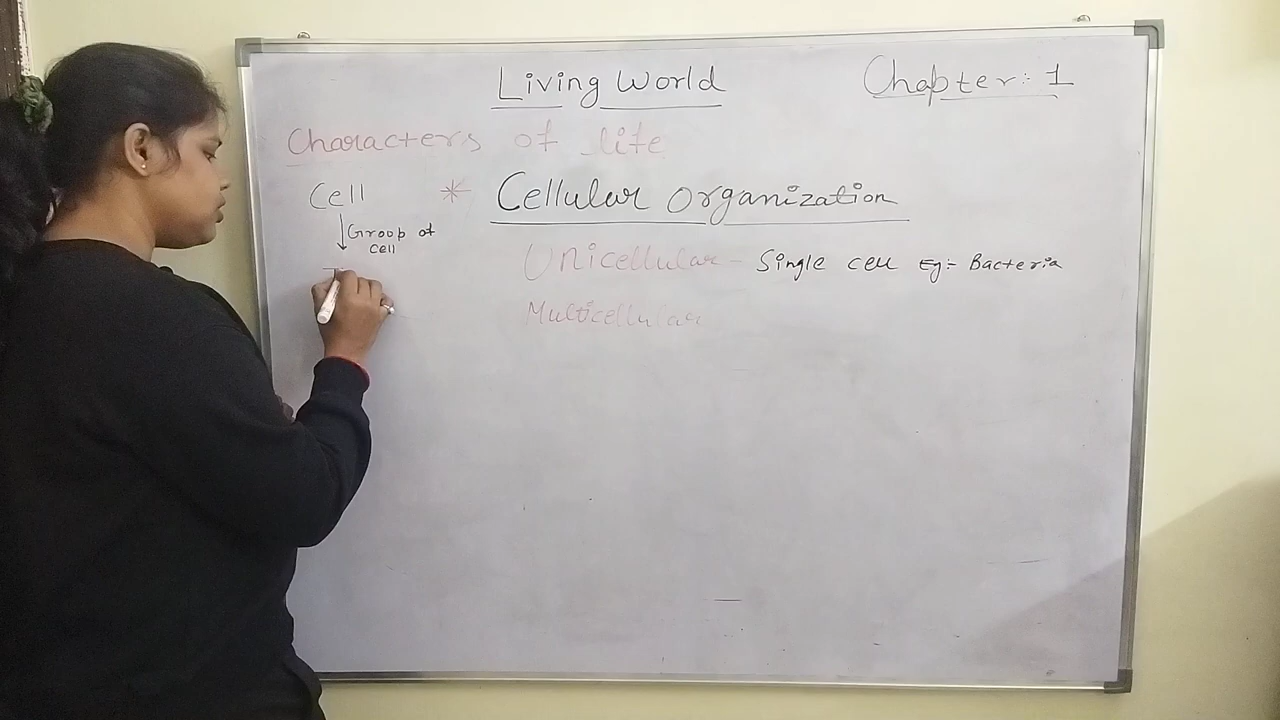 Living World
Chapter:- 1
Characters of life
Cell
* Cellular organization
Group of
cell
Unicellular - Single cell Eg:- Bacteria
Multicellular